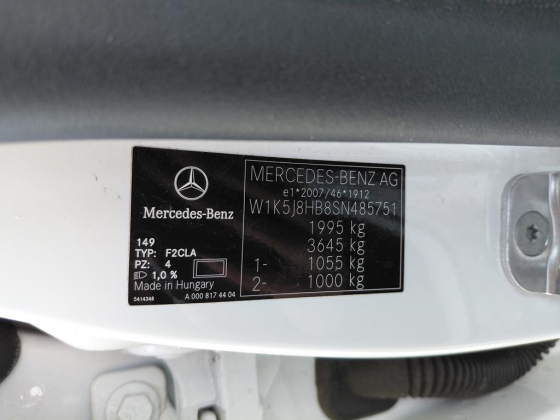 Mercedes-Benz
149
TYP: F2CLA
PZ: 4
1,0 %
Made in Hungary
5414368
A 000 817 44 04
MERCEDES-BENZ AG
e1*2007/46*1912
W1K5J8HB8SN485751
1995 kg
3645 kg
1- 1055 kg
2- 1000 kg